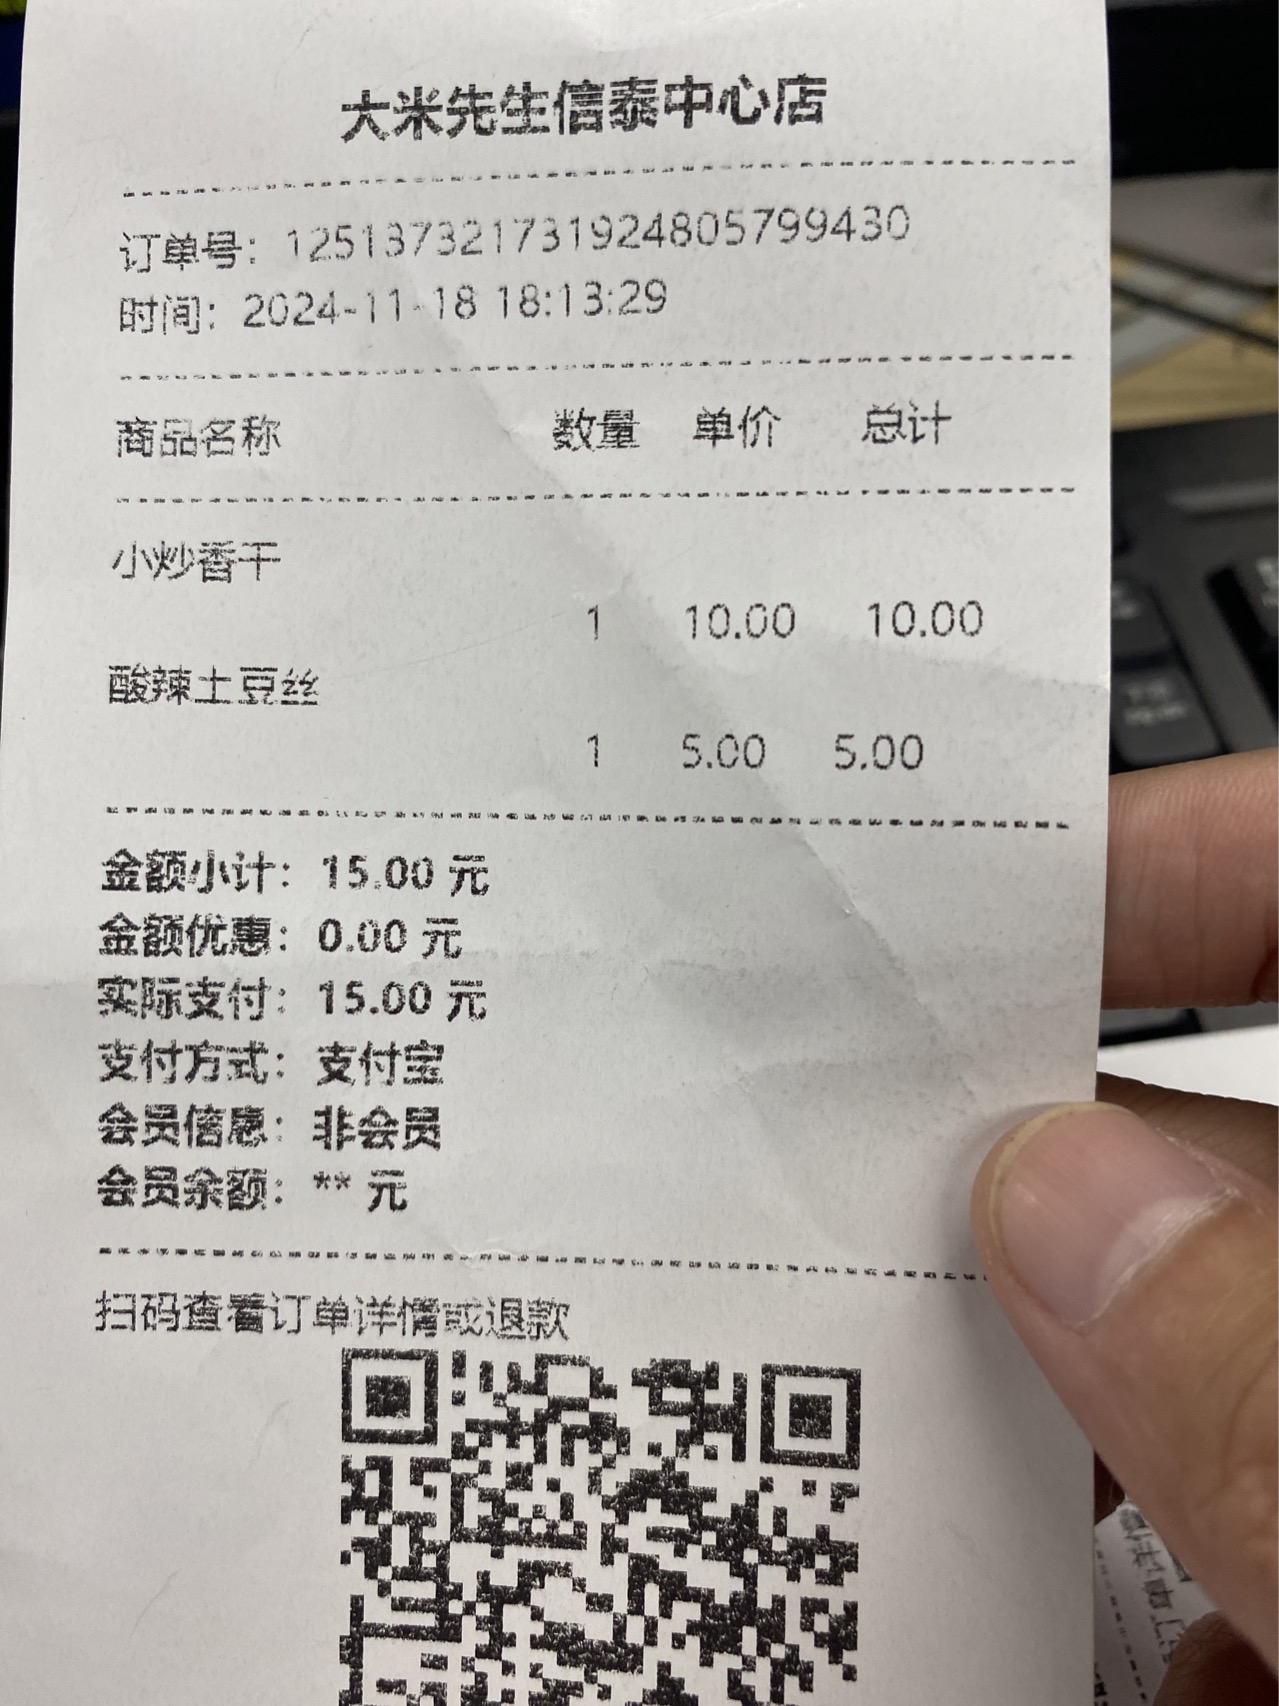 大米先生信泰中心店
订单号：125137321731924805799430
时间：2024-11-18 18:13:29
商品名称 数量 单价 总计
小炒香干
1 10.00 10.00
酸辣土豆丝
1 5.00 5.00
金额小计：15.00 元
金额优惠：0.00 元
实际支付：15.00 元
支付方式：支付宝
会员信息：非会员
会员余额：** 元
扫码查看订单详情或退款